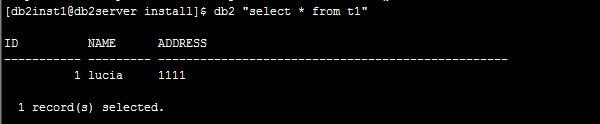 [db2inst1@db2server install]$ db2 "select * from t1"
ID          NAME       ADDRESS
----------- ---------- --------------------------------------------------
          1 lucia      1111
  1 record(s) selected.